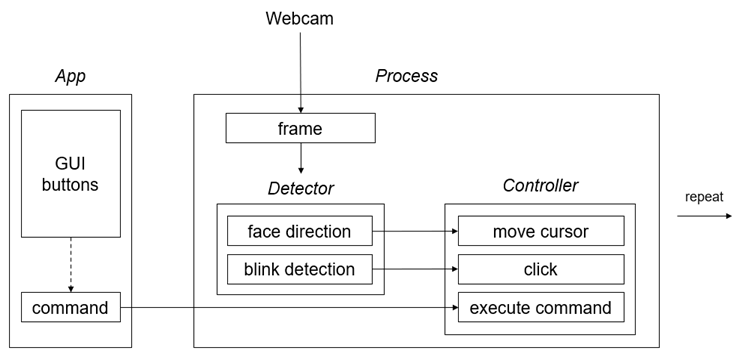 Webcam
App
Process
GUI
buttons
frame
Detector
Controller
repeat
face direction
move cursor
blink detection
click
command
execute command